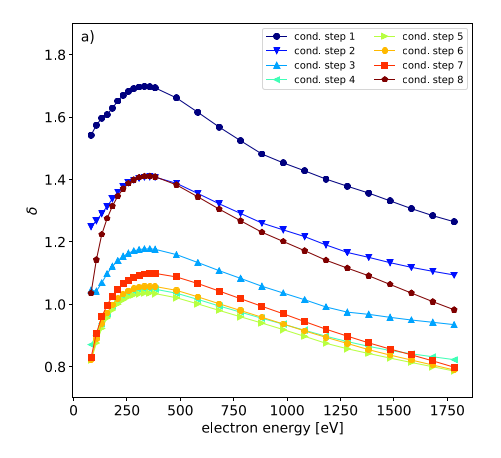 a)
cond. step 1
cond. step 2
cond. step 3
cond. step 4
cond. step 5
cond. step 6
cond. step 7
cond. step 8
1.8
1.6
1.4
1.2
1.0
0.8
δ
0 250 500 750 1000 1250 1500 1750
electron energy [eV]